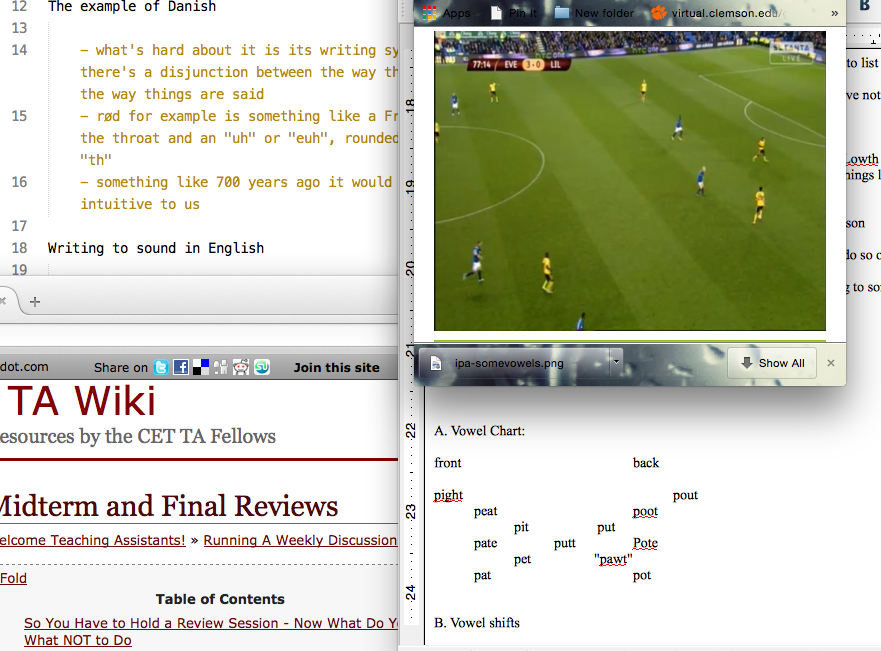 12 The example of Danish
13
14 – what's hard about it is its writing sy
there's a disjunction between the way th
the way things are said
15 – rød for example is something like a Fr
the throat and an "uh" or "euh", rounded
"th"
16 – something like 700 years ago it would
intuitive to us
17
18 Writing to sound in English
19
dot.com Share on Join this site
TA Wiki
esources by the CET TA Fellows
Midterm and Final Reviews
elcome Teaching Assistants! » Running A Weekly Discussion
Fold
Table of Contents
So You Have to Hold a Review Session - Now What Do Y
What NOT to Do
Apps Pin It New folder virtual.clemson.edu/ »
77:14 EVE 3-0 LIL
SETANTA
LIVE
ipa-somevowels.png Show All
18
19
20
21
22
23
24
B
to list
ve not
Lowth
nings l
son
do so o
g to so
A. Vowel Chart:
front back
pight pout
peat poot
pit put
pate putt Pote
pet "pawt"
pat pot
B. Vowel shifts